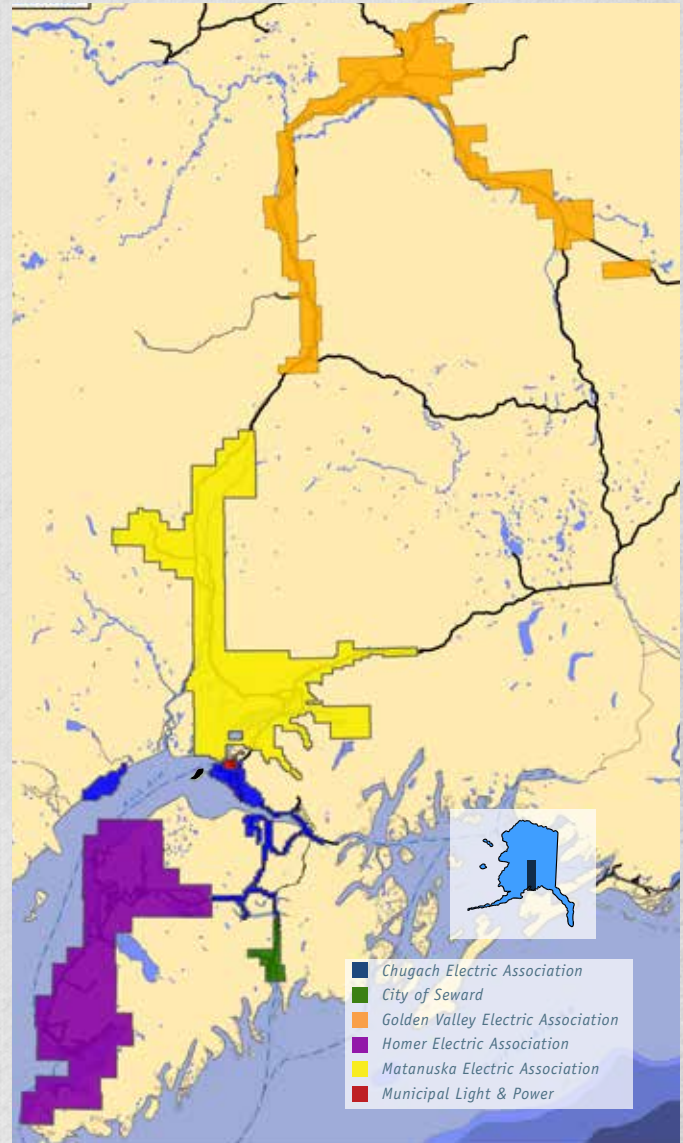 Chugach Electric Association
City of Seward
Golden Valley Electric Association
Homer Electric Association
Matanuska Electric Association
Municipal Light & Power